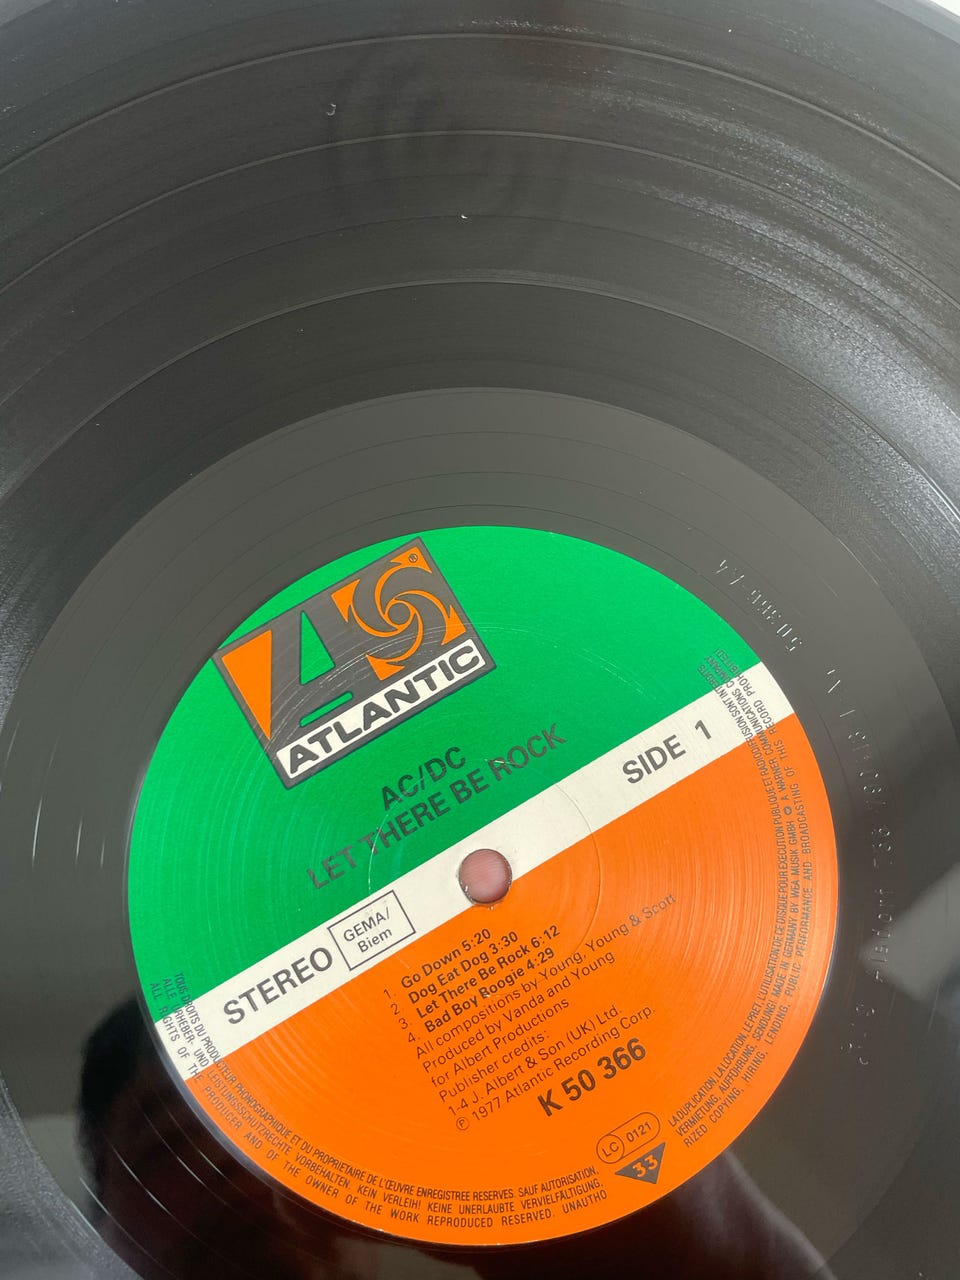 ®
ATLANTIC
AC/DC
LET THERE BE ROCK
SIDE 1
STEREO
GEMA/
Biem
1. Go Down 5:20
2. Dog Eat Dog 3:30
3. Let There Be Rock 6:12
4. Bad Boy Boogie 4:29
All compositions by Young, Young & Scott
Produced by Vanda and Young
for Albert Productions
Publisher credits:
1-4 J. Albert & Son (UK) Ltd.
Ⓟ 1977 Atlantic Recording Corp.
K 50 366
LC 0121
33
TOUS DROITS DU PRODUCTEUR PHONOGRAPHIQUE ET DU PROPRIETAIRE DE L'ŒUVRE ENREGISTREE RESERVES. SAUF AUTORISATION, LA DUPLICATION, LA LOCATION, LE PRET, L'UTILISATION DE CE DISQUE POUR EXECUTION PUBLIQUE ET RADIODIFFUSION SONT INTERDITS
ALLE URHEBER- UND LEISTUNGSSCHUTZRECHTE VORBEHALTEN. KEIN VERLEIH! KEINE UNERLAUBTE VERVIELFÄLTIGUNG, VERMIETUNG, AUFFÜHRUNG, SENDUNG! MADE IN GERMANY BY WEA MUSIK GMBH A WARNER COMMUNICATIONS COMPANY
ALL RIGHTS OF THE PRODUCER AND OF THE OWNER OF THE WORK REPRODUCED RESERVED. UNAUTHORIZED COPYING, HIRING, LENDING, PUBLIC PERFORMANCE AND BROADCASTING OF THIS RECORD PROHIBITED